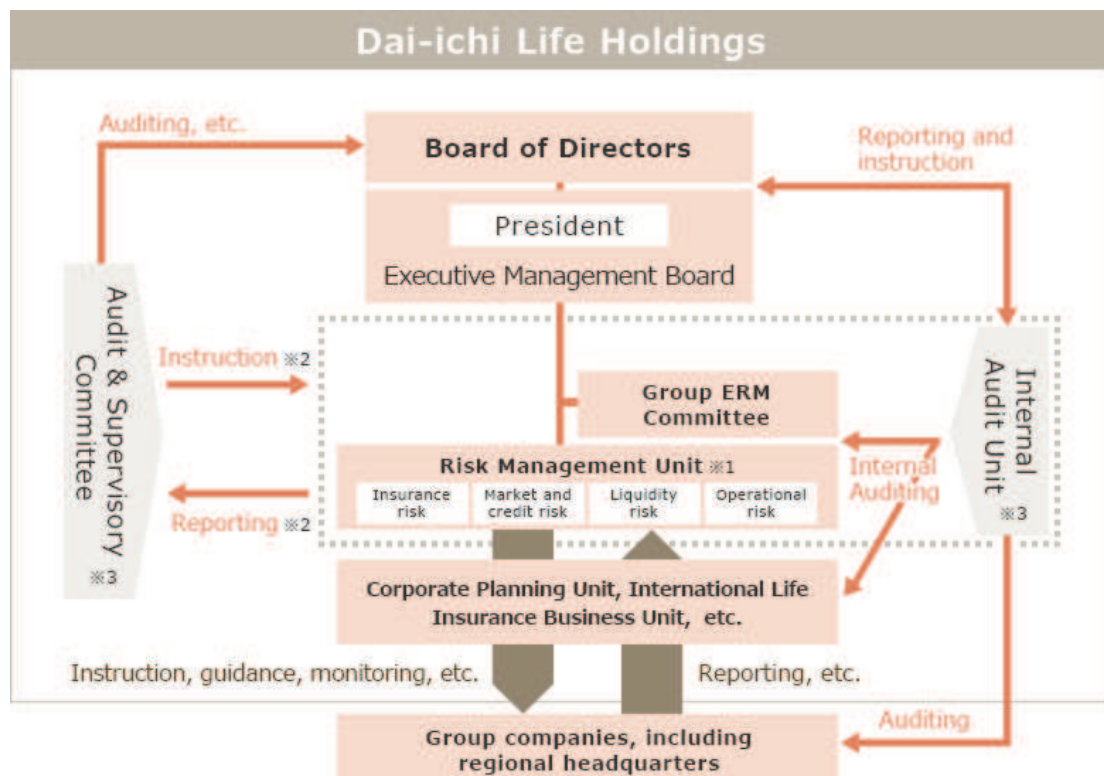 Dai-ichi Life Holdings
Auditing, etc.
Board of Directors
Reporting and
instruction
President
Executive Management Board
Audit & Supervisory
Committee
※3
Instruction ※2
Reporting ※2
Group ERM
Committee
Internal
Audit Unit
※3
Risk Management Unit ※1
Insurance
risk
Market and
credit risk
Liquidity
risk
Operational
risk
Internal
Auditing
Corporate Planning Unit, International Life
Insurance Business Unit, etc.
Instruction, guidance, monitoring, etc.
Reporting, etc.
Auditing
Group companies, including
regional headquarters